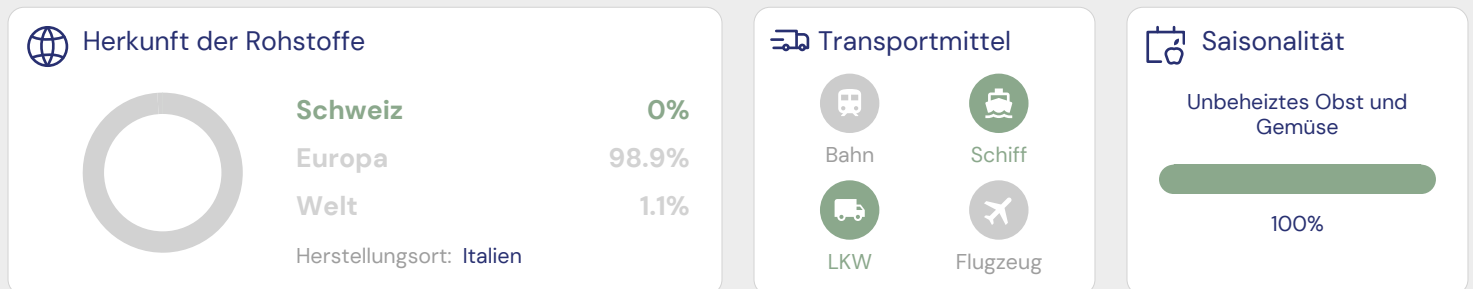 Herkunft der Rohstoffe
Schweiz 0%
Europa 98.9%
Welt 1.1%
Herstellungsort: Italien
Transportmittel
Bahn Schiff
LKW Flugzeug
Saisonalität
Unbeheiztes Obst und
Gemüse
100%